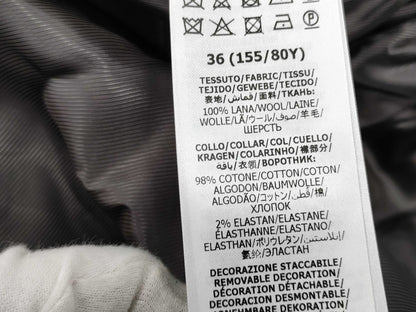 36 (155/80Y)
TESSUTO/FABRIC/TISSU/
TEJIDO/GEWEBE/TECIDO/
表地/قماش/面料/ТКАНЬ:
100% LANA/WOOL/LAINE/
WOLLE/LÃ/ウール/صوف/羊毛/
ШЕРСТЬ
COLLO/COLLAR/COL/CUELLO/
KRAGEN/COLARINHO/襟部分/
ياقة/衣领/ВОРОТНИК:
98% COTONE/COTTON/COTON/
ALGODON/BAUMWOLLE/
ALGODÃO/コットン/قطن/棉/
ХЛОПОК
2% ELASTAN/ELASTANE/
ÉLASTHANNE/ELASTANO/
ELASTHAN/ポリウレタン/إيلاستين/
氨纶/ЭЛАСТАН
DECORAZIONE STACCABILE/
REMOVABLE DECORATION/
DÉCORATION DÉTACHABLE/
DECORACION DESMONTABLE/
ABNEHMBARE DEKORATION/